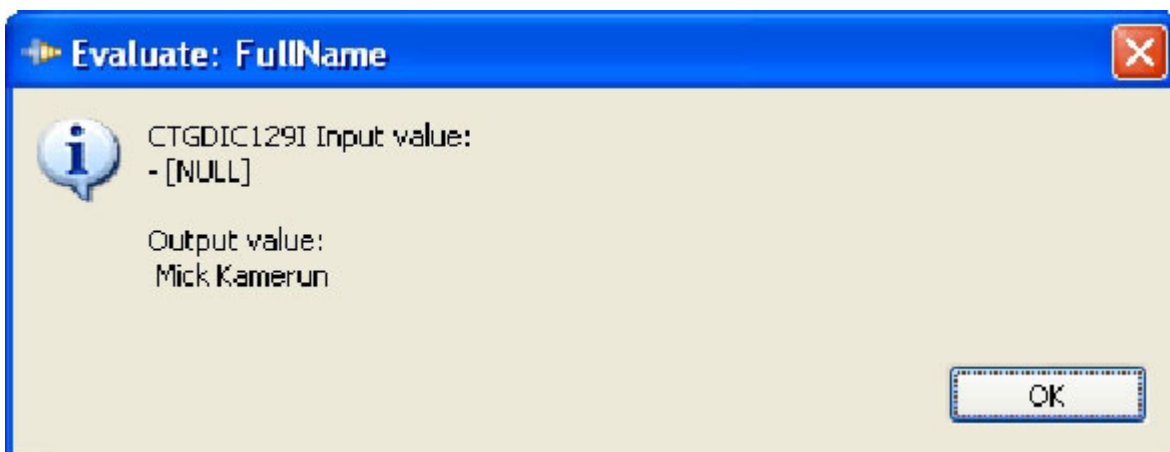 Evaluate: FullName
CTGDIC129I Input value:
- [NULL]
Output value:
Mick Kamerun
OK